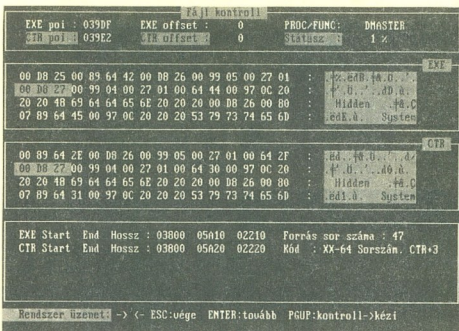 Fájl kontroll
EXE poi : 039DF EXE offset : 0 PROC/FUNC: DMASTER
CTR poi : 039E2 CTR offset : 0 Státusz : 1 %
EXE
00 D8 25 00 89 64 42 00 D8 26 00 99 05 00 27 01 :
00 D8 27 00 99 04 00 27 01 00 64 44 00 97 0C 20 :
20 20 48 69 64 64 65 6E 20 20 20 00 D8 26 00 80 : Hidden
07 89 64 45 00 97 0C 20 20 20 53 79 73 74 65 6D : System
CTR
00 89 64 2E 00 D8 26 00 99 05 00 27 01 00 64 2F :
00 D8 27 00 99 04 00 27 01 00 64 30 00 97 0C 20 :
20 20 48 69 64 64 65 6E 20 20 20 00 D8 26 00 80 : Hidden
07 89 64 31 00 97 0C 20 20 20 53 79 73 74 65 6D : System
EXE Start End Hossz : 03800 05A10 02210 Forrás sor száma : 47
CTR Start End Hossz : 03800 05A20 02220 Kód : XX-64 Sorszám. CTR+3
Rendszer üzenet: -> <- ESC:vége ENTER:tovább PGUP:kontroll->kézi